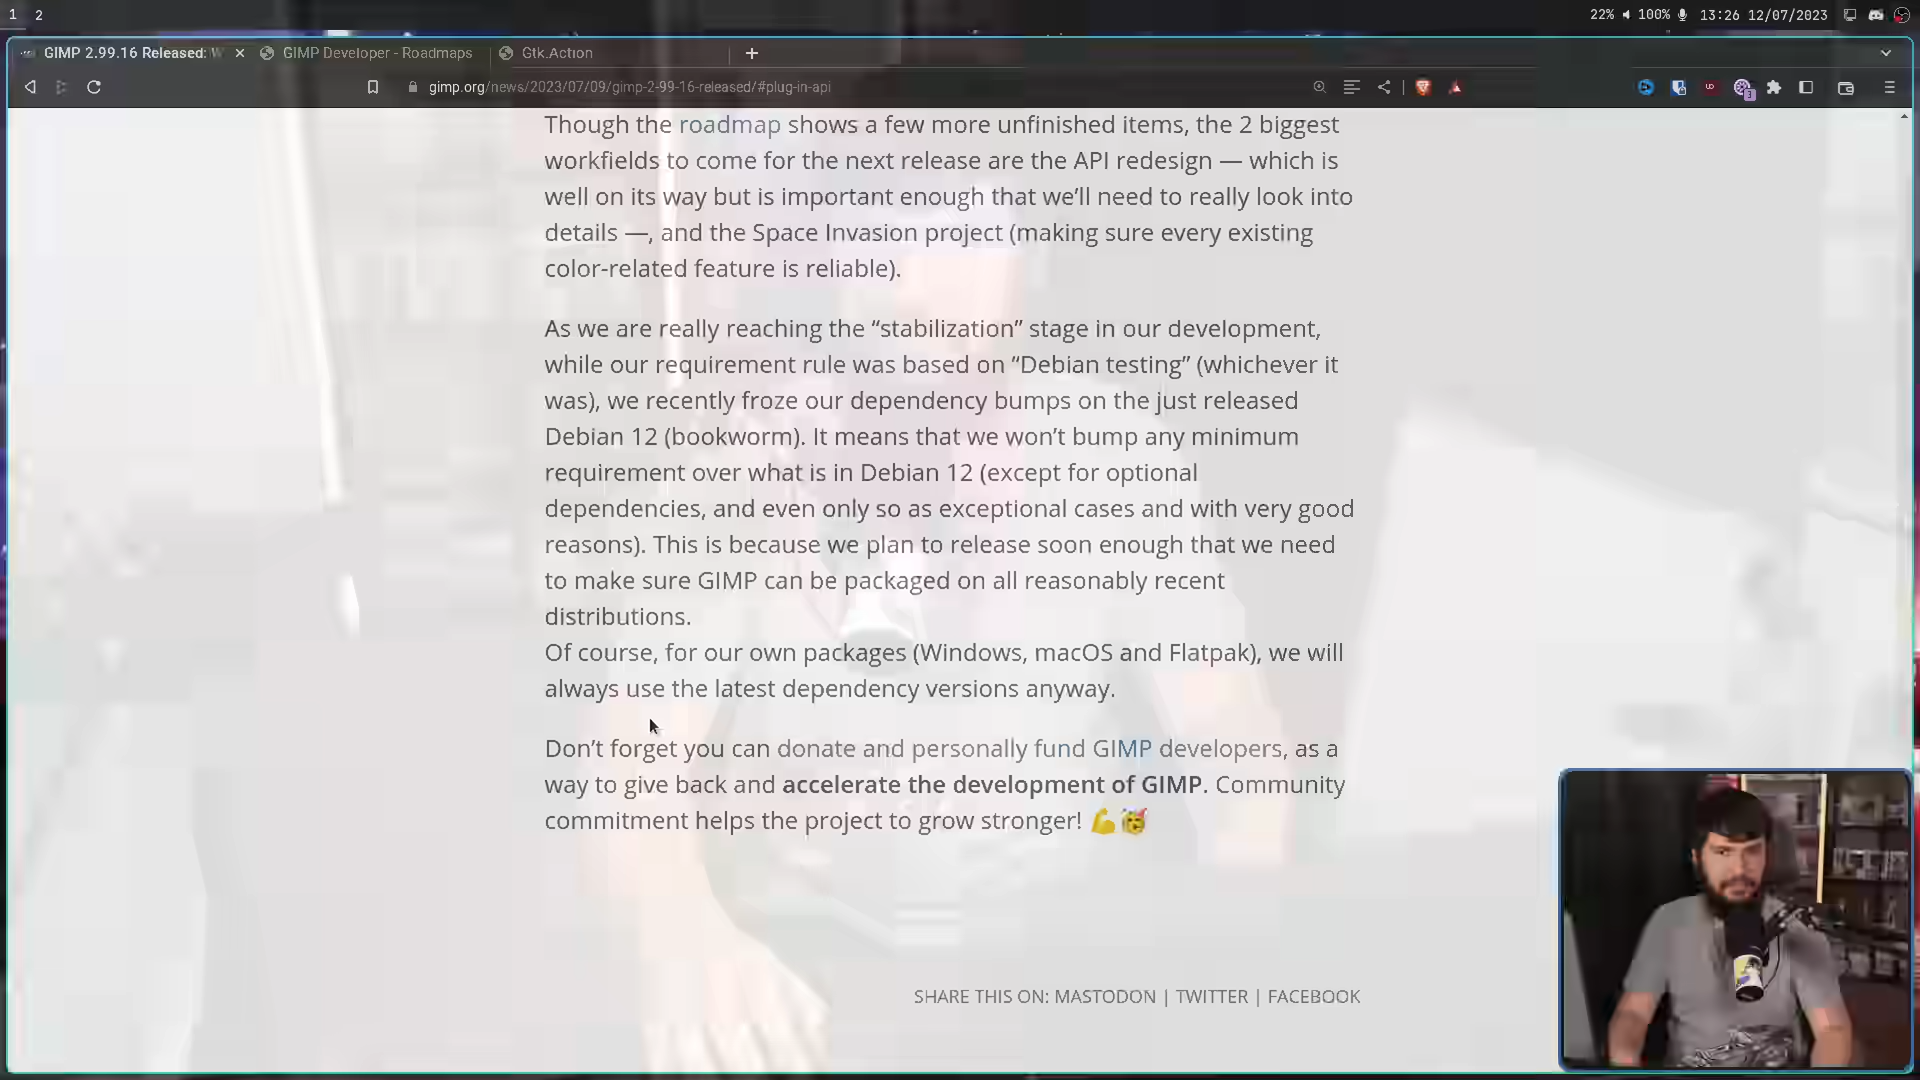 1 2
22% 100% 13:26 12/07/2023
GIMP 2.99.16 Released: W
GIMP Developer - Roadmaps
Gtk.Action
gimp.org/news/2023/07/09/gimp-2-99-16-released/#plug-in-api
Though the roadmap shows a few more unfinished items, the 2 biggest
workfields to come for the next release are the API redesign — which is
well on its way but is important enough that we’ll need to really look into
details —, and the Space Invasion project (making sure every existing
color-related feature is reliable).
As we are really reaching the “stabilization” stage in our development,
while our requirement rule was based on “Debian testing” (whichever it
was), we recently froze our dependency bumps on the just released
Debian 12 (bookworm). It means that we won’t bump any minimum
requirement over what is in Debian 12 (except for optional
dependencies, and even only so as exceptional cases and with very good
reasons). This is because we plan to release soon enough that we need
to make sure GIMP can be packaged on all reasonably recent
distributions.
Of course, for our own packages (Windows, macOS and Flatpak), we will
always use the latest dependency versions anyway.
Don’t forget you can donate and personally fund GIMP developers, as a
way to give back and accelerate the development of GIMP. Community
commitment helps the project to grow stronger! 💪🥳
SHARE THIS ON: MASTODON | TWITTER | FACEBOOK